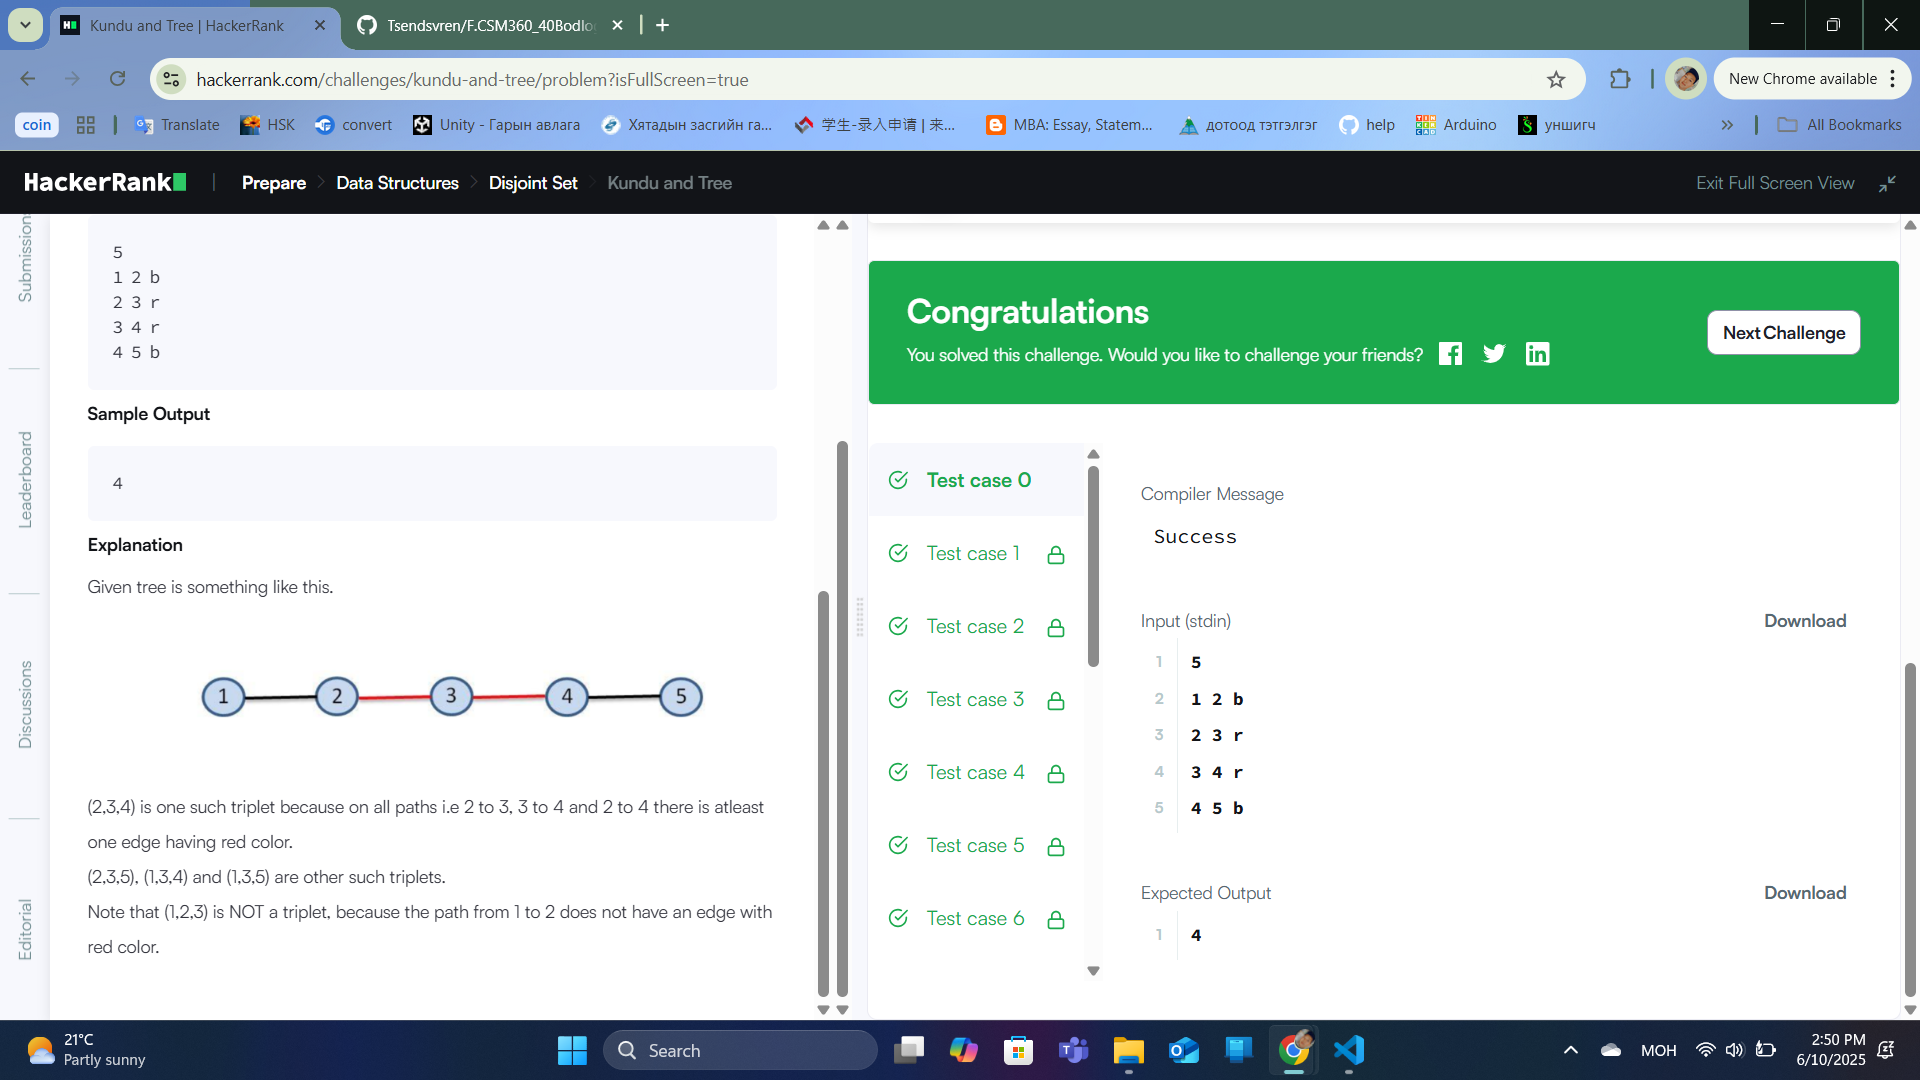 Kundu and Tree | HackerRank
Tsendsvren/F.CSM360_40Bodlo
hackerrank.com/challenges/kundu-and-tree/problem?isFullScreen=true
New Chrome available
coin
Translate
HSK
convert
Unity - Гарын авлага
Хятадын засгийн га...
学生-录入申请 | 来...
MBA: Essay, Statem...
дотоод тэтгэлгэг
help
Arduino
уншигч
All Bookmarks
HackerRank
Prepare
Data Structures
Disjoint Set
Kundu and Tree
Exit Full Screen View
Submissions
Leaderboard
Discussions
Editorial
5
1 2 b
2 3 r
3 4 r
4 5 b
Sample Output
4
Explanation
Given tree is something like this.
1 2 3 4 5
(2,3,4) is one such triplet because on all paths i.e 2 to 3, 3 to 4 and 2 to 4 there is atleast
one edge having red color.
(2,3,5), (1,3,4) and (1,3,5) are other such triplets.
Note that (1,2,3) is NOT a triplet, because the path from 1 to 2 does not have an edge with
red color.
Congratulations
You solved this challenge. Would you like to challenge your friends?
Next Challenge
Test case 0
Test case 1
Test case 2
Test case 3
Test case 4
Test case 5
Test case 6
Compiler Message
Success
Input (stdin)
Download
1 5
2 1 2 b
3 2 3 r
4 3 4 r
5 4 5 b
Expected Output
Download
1 4
21°C
Partly sunny
Search
МОН
2:50 PM
6/10/2025